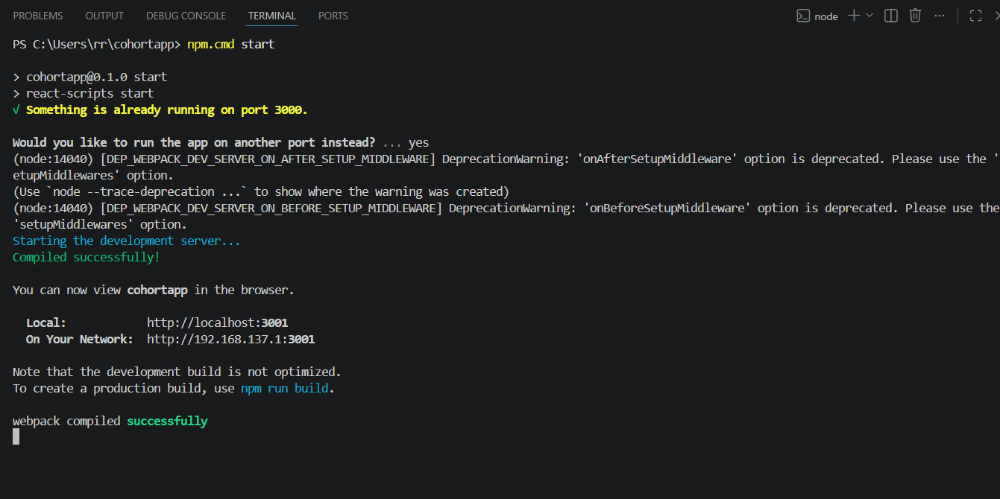 PROBLEMS OUTPUT DEBUG CONSOLE TERMINAL PORTS node
PS C:\Users\rr\cohortapp> npm.cmd start
> cohortapp@0.1.0 start
> react-scripts start
√ Something is already running on port 3000.
Would you like to run the app on another port instead? ... yes
(node:14040) [DEP_WEBPACK_DEV_SERVER_ON_AFTER_SETUP_MIDDLEWARE] DeprecationWarning: 'onAfterSetupMiddleware' option is deprecated. Please use the '
etupMiddlewares' option.
(Use `node --trace-deprecation ...` to show where the warning was created)
(node:14040) [DEP_WEBPACK_DEV_SERVER_ON_BEFORE_SETUP_MIDDLEWARE] DeprecationWarning: 'onBeforeSetupMiddleware' option is deprecated. Please use the
'setupMiddlewares' option.
Starting the development server...
Compiled successfully!
You can now view cohortapp in the browser.
Local: http://localhost:3001
On Your Network: http://192.168.137.1:3001
Note that the development build is not optimized.
To create a production build, use npm run build.
webpack compiled successfully